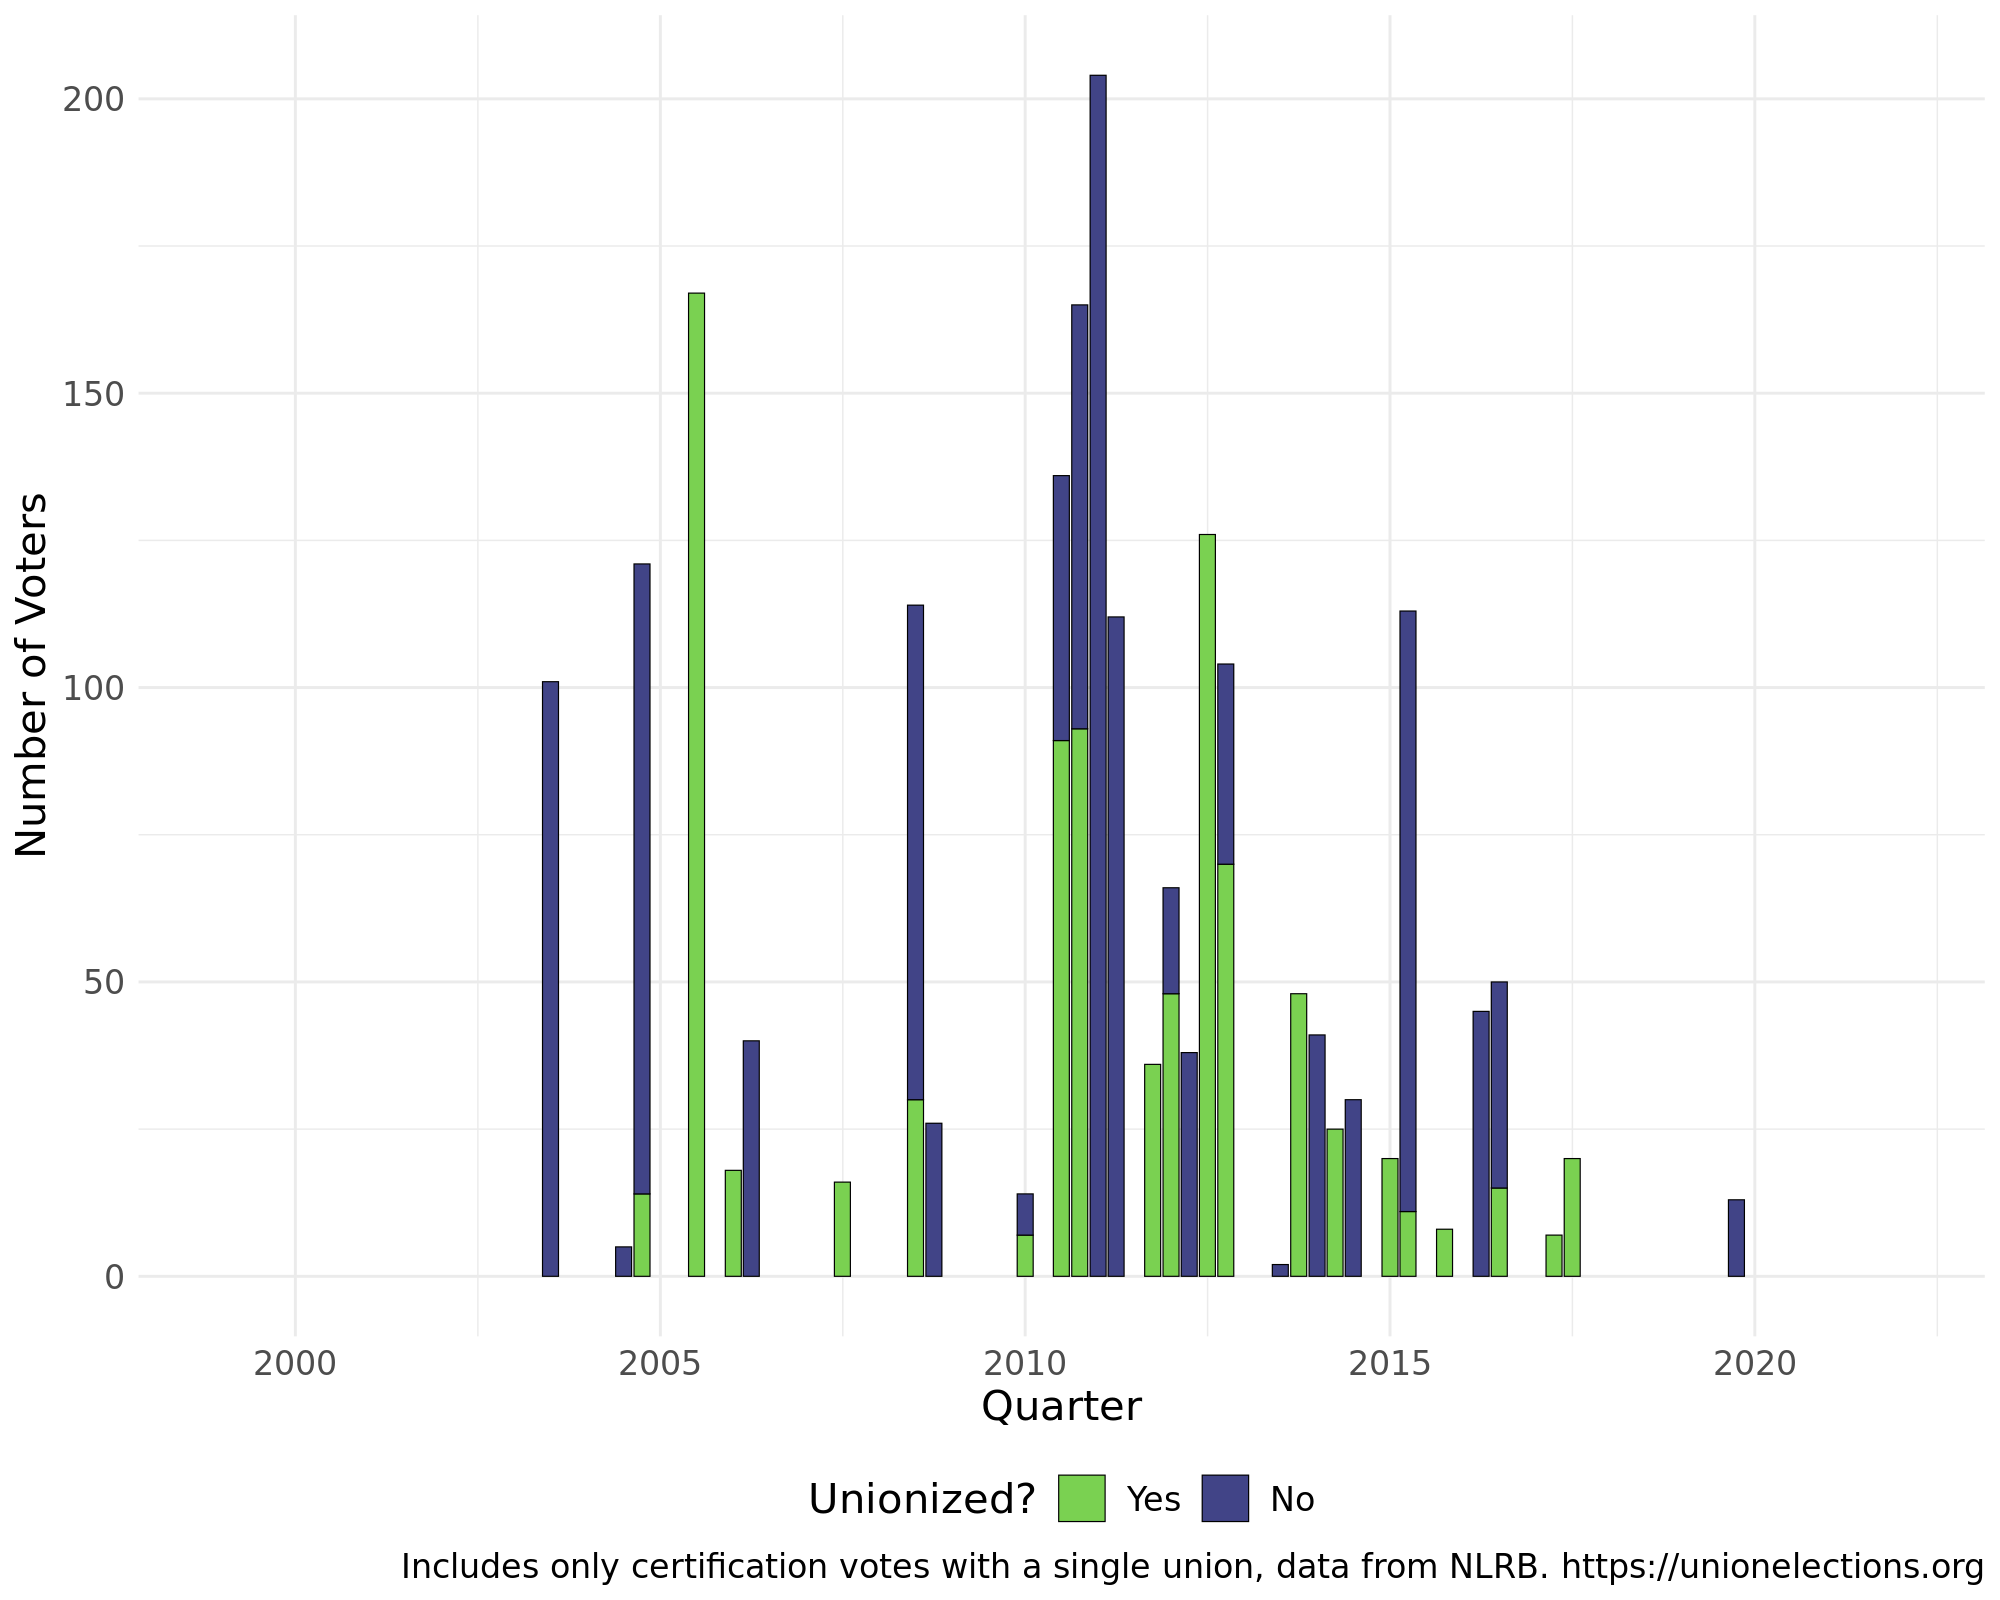 200
150
100
50
0
Number of Voters
2000 2005 2010 2015 2020
Quarter
Unionized? Yes No
Includes only certification votes with a single union, data from NLRB. https://unionelections.org